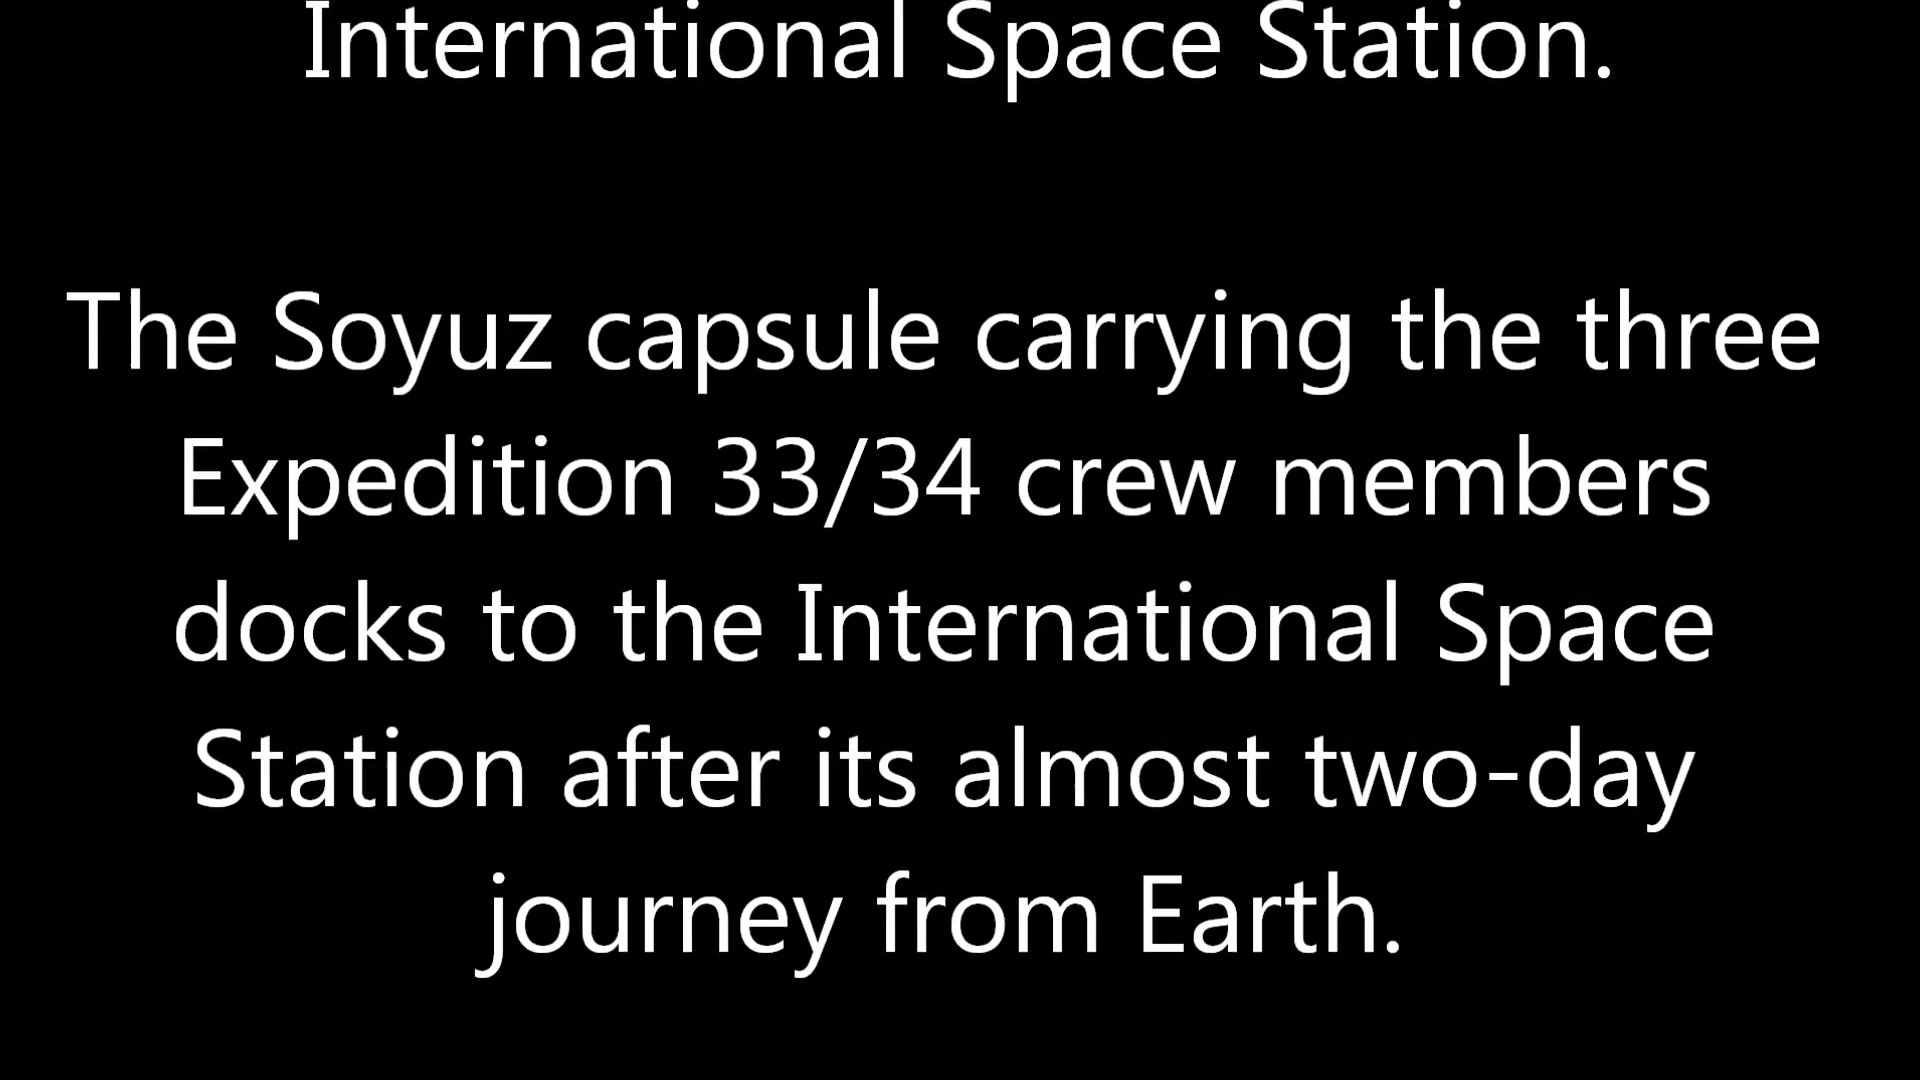 International Space Station.
The Soyuz capsule carrying the three
Expedition 33/34 crew members
docks to the International Space
Station after its almost two-day
journey from Earth.